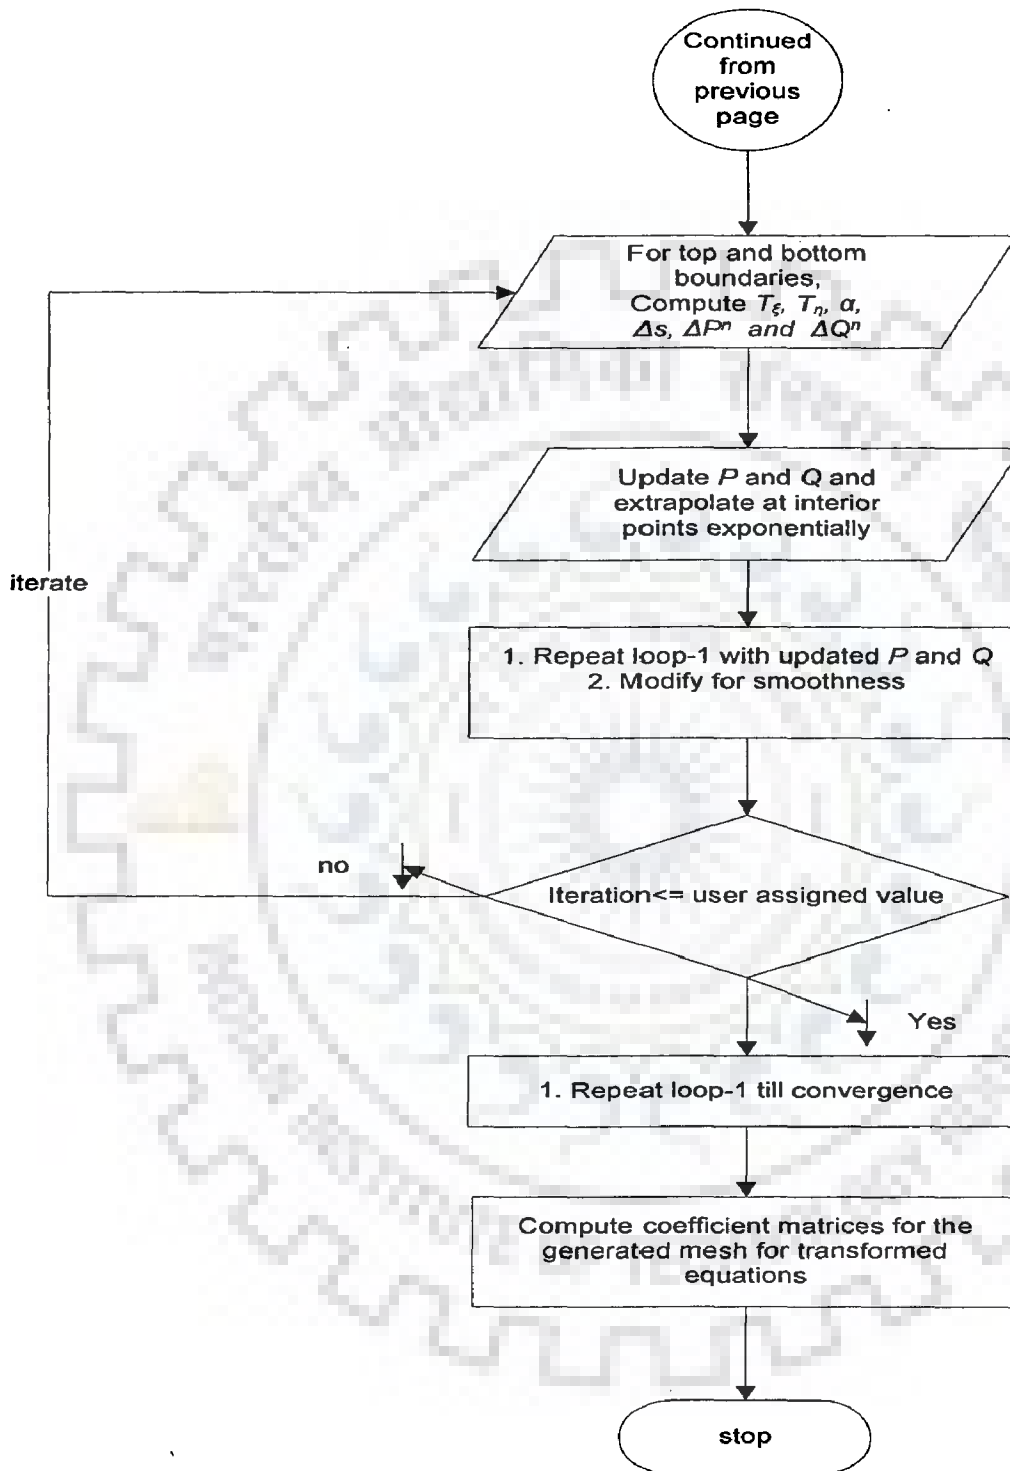 Continued
from
previous
page
For top and bottom
boundaries,
Compute T_ξ, T_η, α,
Δs, ΔPⁿ and ΔQⁿ
Update P and Q and
extrapolate at interior
points exponentially
iterate
1. Repeat loop-1 with updated P and Q
2. Modify for smoothness
no
Iteration<= user assigned value
Yes
1. Repeat loop-1 till convergence
Compute coefficient matrices for the
generated mesh for transformed
equations
stop